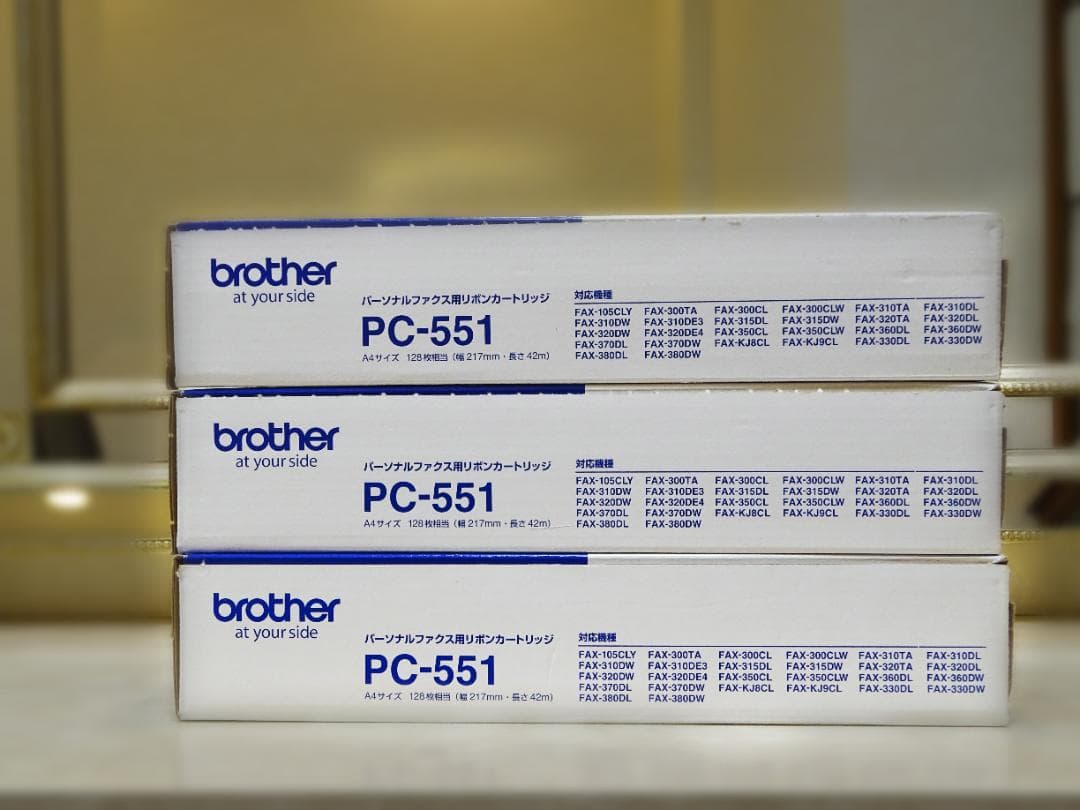 brother
at your side
パーソナルファクス用リボンカートリッジ
PC-551
A4サイズ 128枚相当（幅217mm・長さ42m）
対応機種
FAX-105CLY FAX-300TA FAX-300CL FAX-300CLW FAX-310TA FAX-310DL
FAX-310DW FAX-310DE3 FAX-315DL FAX-315DW FAX-320TA FAX-320DL
FAX-320DW FAX-320DE4 FAX-350CL FAX-350CLW FAX-360DL FAX-360DW
FAX-370DL FAX-370DW FAX-KJ8CL FAX-KJ9CL FAX-330DL FAX-330DW
FAX-380DL FAX-380DW
brother
at your side
パーソナルファクス用リボンカートリッジ
PC-551
A4サイズ 128枚相当（幅217mm・長さ42m）
対応機種
FAX-105CLY FAX-300TA FAX-300CL FAX-300CLW FAX-310TA FAX-310DL
FAX-310DW FAX-310DE3 FAX-315DL FAX-315DW FAX-320TA FAX-320DL
FAX-320DW FAX-320DE4 FAX-350CL FAX-350CLW FAX-360DL FAX-360DW
FAX-370DL FAX-370DW FAX-KJ8CL FAX-KJ9CL FAX-330DL FAX-330DW
FAX-380DL FAX-380DW
brother
at your side
パーソナルファクス用リボンカートリッジ
PC-551
A4サイズ 128枚相当（幅217mm・長さ42m）
対応機種
FAX-105CLY FAX-300TA FAX-300CL FAX-300CLW FAX-310TA FAX-310DL
FAX-310DW FAX-310DE3 FAX-315DL FAX-315DW FAX-320TA FAX-320DL
FAX-320DW FAX-320DE4 FAX-350CL FAX-350CLW FAX-360DL FAX-360DW
FAX-370DL FAX-370DW FAX-KJ8CL FAX-KJ9CL FAX-330DL FAX-330DW
FAX-380DL FAX-380DW